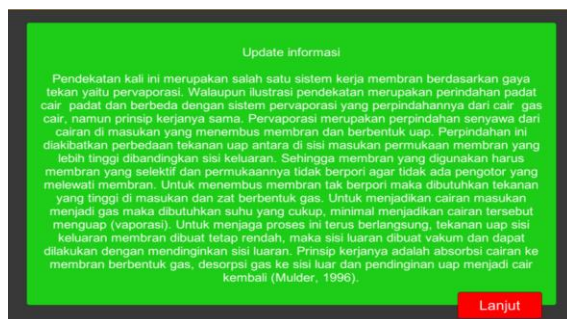 Update informasi
Pendekatan kali ini merupakan salah satu sistem kerja membran berdasarkan gaya
tekan yaitu pervaporasi. Walaupun ilustrasi pendekatan merupakan perindahan padat
cair padat dan berbeda dengan sistem pervaporasi yang perpindahannya dari cair gas
cair, namun prinsip kerjanya sama. Pervaporasi merupakan perpindahan senyawa dari
cairan di masukan yang menembus membran dan berbentuk uap. Perpindahan ini
diakibatkan perbedaan tekanan uap antara di sisi masukan permukaan membran yang
lebih tinggi dibandingkan sisi keluaran. Sehingga membran yang digunakan harus
membran yang selektif dan permukaannya tidak berpori agar tidak ada pengotor yang
melewati membran. Untuk menembus membran tak berpori maka dibutuhkan tekanan
yang tinggi di masukan dan zat berbentuk gas. Untuk menjadikan cairan masukan
menjadi gas maka dibutuhkan suhu yang cukup, minimal menjadikan cairan tersebut
menguap (vaporasi). Untuk menjaga proses ini terus berlangsung, tekanan uap sisi
keluaran membran dibuat tetap rendah, maka sisi luaran dibuat vakum dan dapat
dilakukan dengan mendinginkan sisi luaran. Prinsip kerjanya adalah absorbsi cairan ke
membran berbentuk gas, desorpsi gas ke sisi luar dan pendinginan uap menjadi cair
kembali (Mulder, 1996).
Lanjut